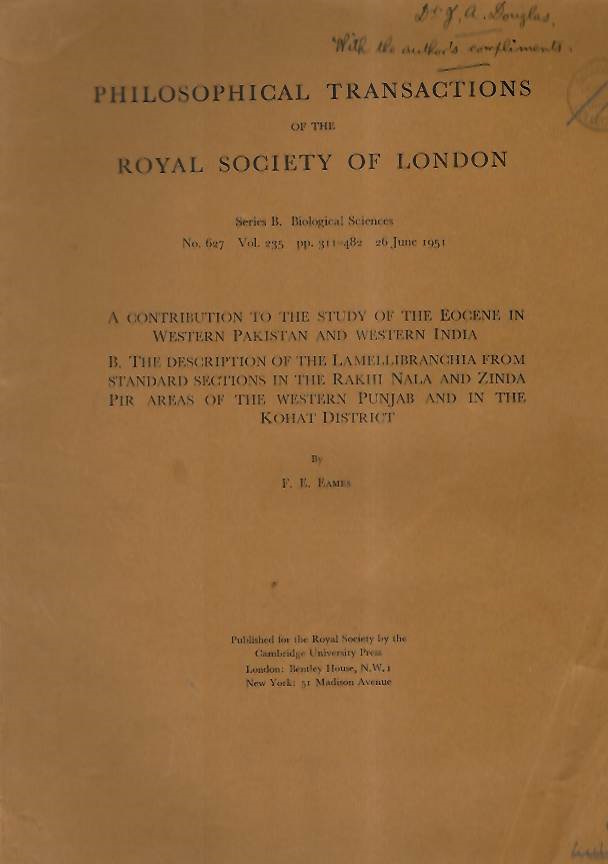 Dr J. A. Douglas,
With the author's compliments.
PHILOSOPHICAL TRANSACTIONS
OF THE
ROYAL SOCIETY OF LONDON
Series B. Biological Sciences
No. 627 Vol. 235 pp. 311-482 26 June 1951
A CONTRIBUTION TO THE STUDY OF THE EOCENE IN
WESTERN PAKISTAN AND WESTERN INDIA
B. THE DESCRIPTION OF THE LAMELLIBRANCHIA FROM
STANDARD SECTIONS IN THE RAKHI NALA AND ZINDA
PIR AREAS OF THE WESTERN PUNJAB AND IN THE
KOHAT DISTRICT
By
F. E. EAMES
Published for the Royal Society by the
Cambridge University Press
London: Bentley House, N.W. 1
New York: 51 Madison Avenue